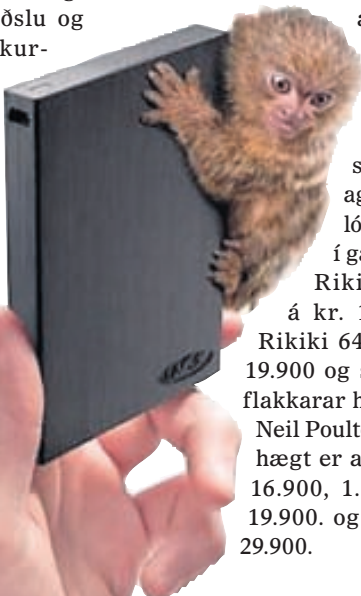 ðslu og
kur-
s
ag
ló
í ga
Riki
á kr. 1
Rikiki 64
19.900 og s
flakkarar h
Neil Poult
hægt er a
16.900, 1.
19.900. og
29.900.